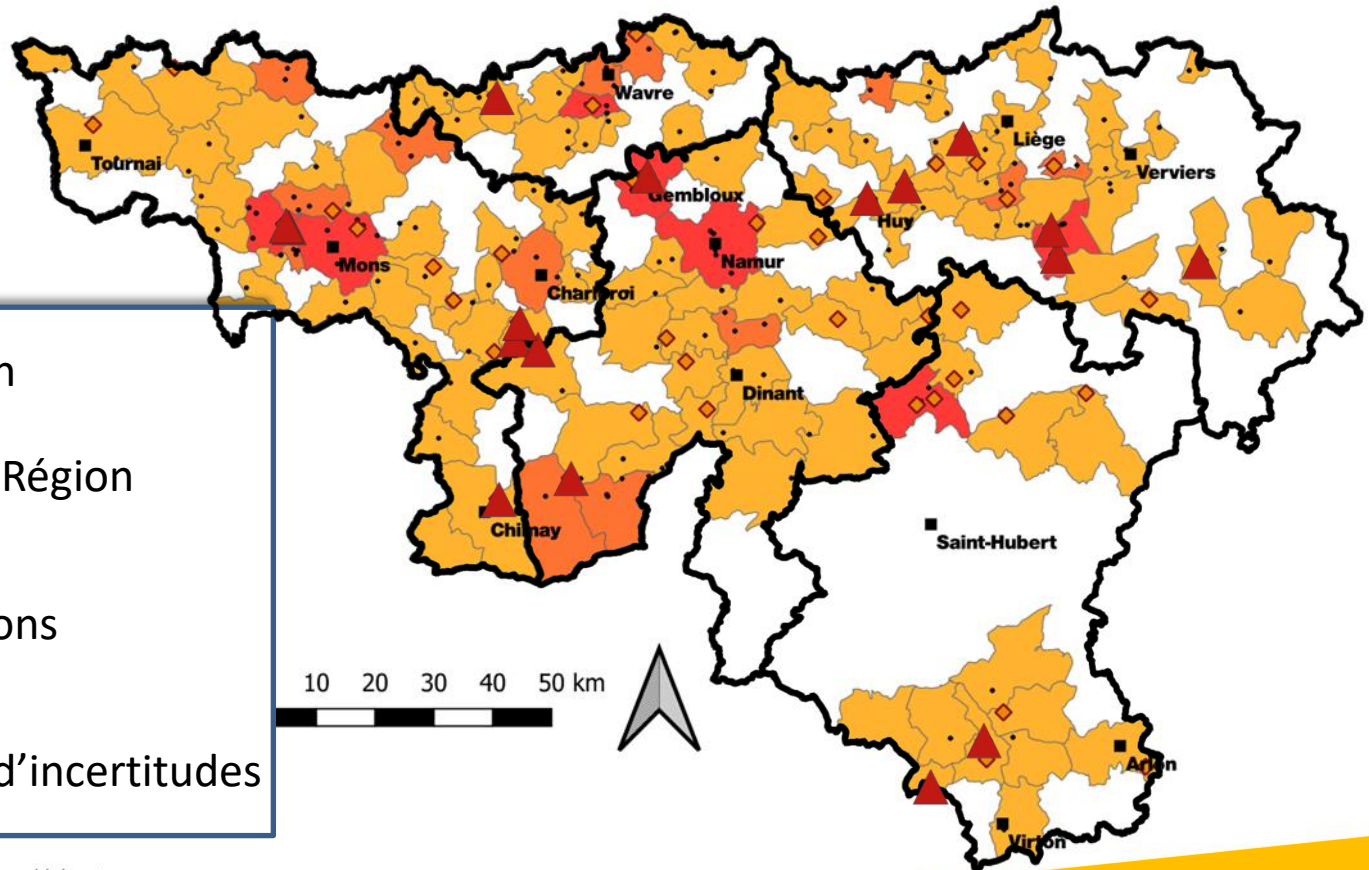 Wavre
Liège
Tournai
Verviers
Gembloux
Huy
Mons
Namur
Charleroi
n
Dinant
Région
Chimay
Saint-Hubert
ons
10 20 30 40 50 km
d’incertitudes
Arlon
Virton